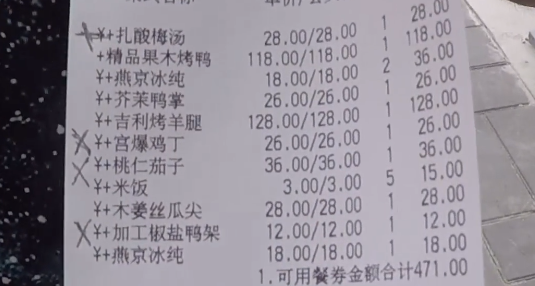 ¥+扎酸梅汤 28.00/28.00 1 28.00
+精品果木烤鸭 118.00/118.00 1 118.00
¥+燕京冰纯 18.00/18.00 2 36.00
¥+芥茉鸭掌 26.00/26.00 1 26.00
¥+吉利烤羊腿 128.00/128.00 1 128.00
¥+宫爆鸡丁 26.00/26.00 1 26.00
¥+桃仁茄子 36.00/36.00 1 36.00
¥+米饭 3.00/3.00 5 15.00
¥+木姜丝瓜尖 28.00/28.00 1 28.00
¥+加工椒盐鸭架 12.00/12.00 1 12.00
¥+燕京冰纯 18.00/18.00 1 18.00
1.可用餐券金额合计471.00